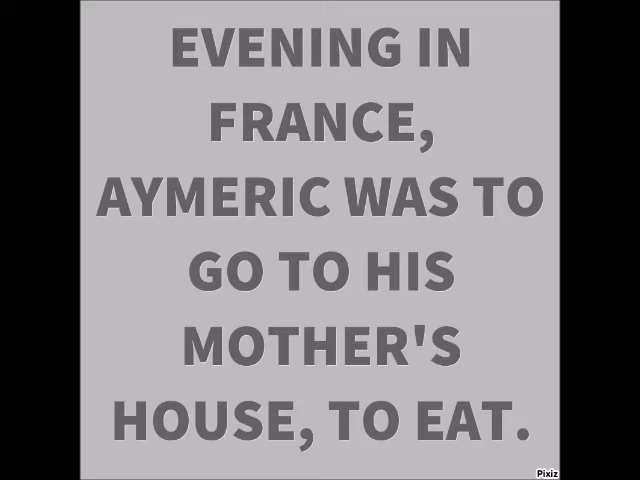 EVENING IN
FRANCE,
AYMERIC WAS TO
GO TO HIS
MOTHER'S
HOUSE, TO EAT.
Pixiz